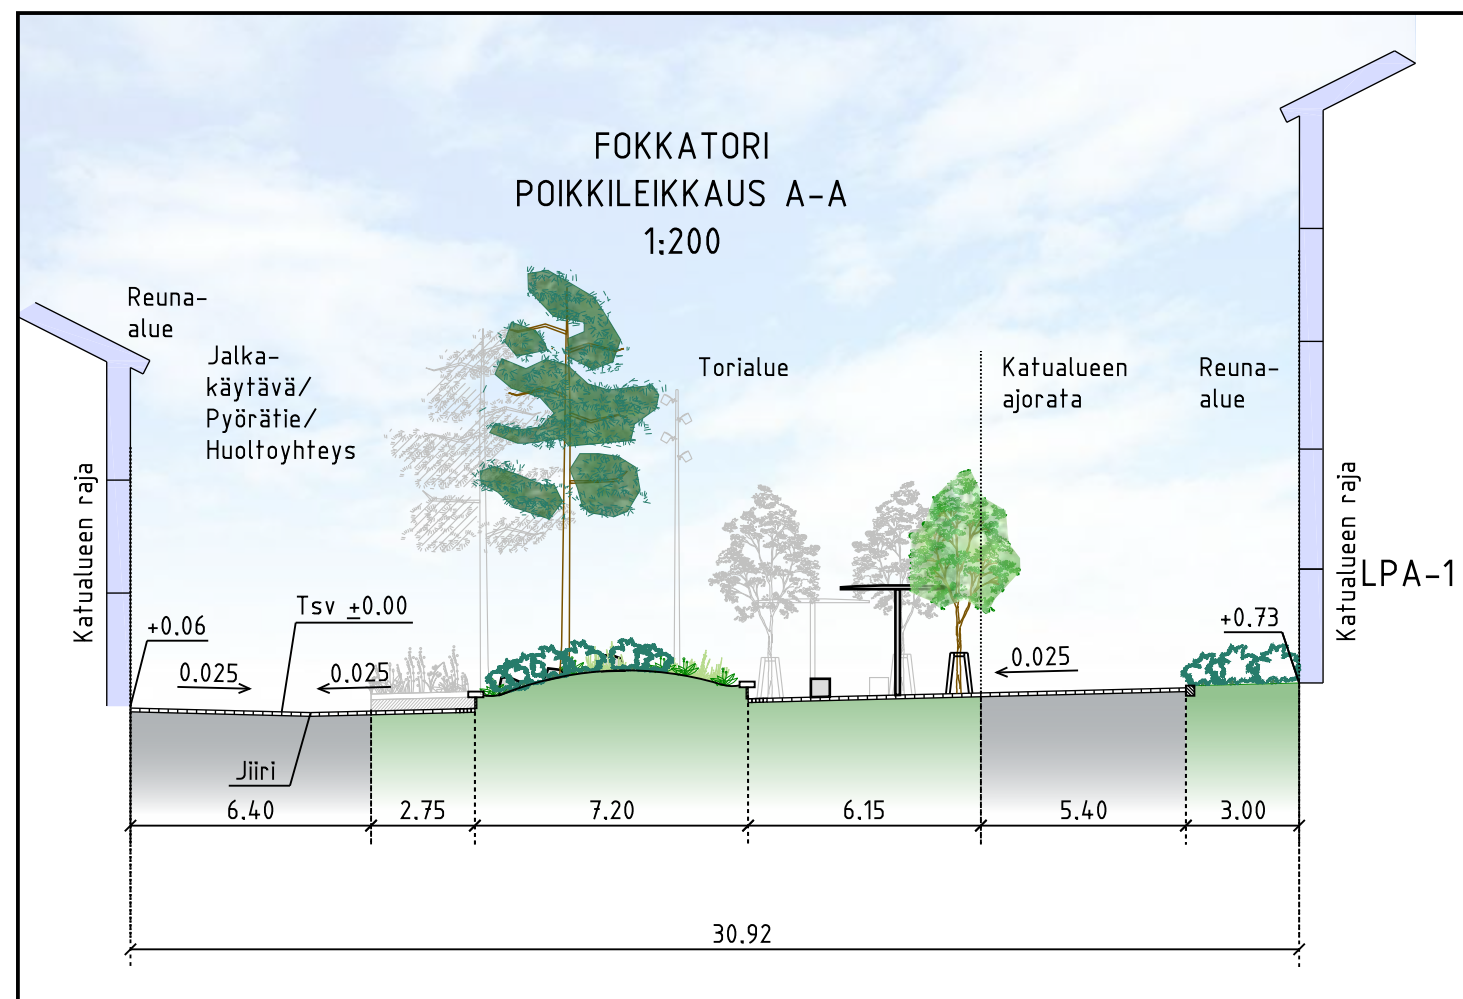 FOKKATORI
POIKKILEIKKAUS A-A
1:200
Reuna-
alue
Jalka-
käytävä/
Pyörätie/
Huoltoyhteys
Torialue
Katualueen
ajorata
Reuna-
alue
Katualueen raja
Katualueen raja
LPA-1
Tsv ±0.00
+0.06
+0.73
0.025
0.025
0.025
Jiiri
6.40
2.75
7.20
6.15
5.40
3.00
30.92